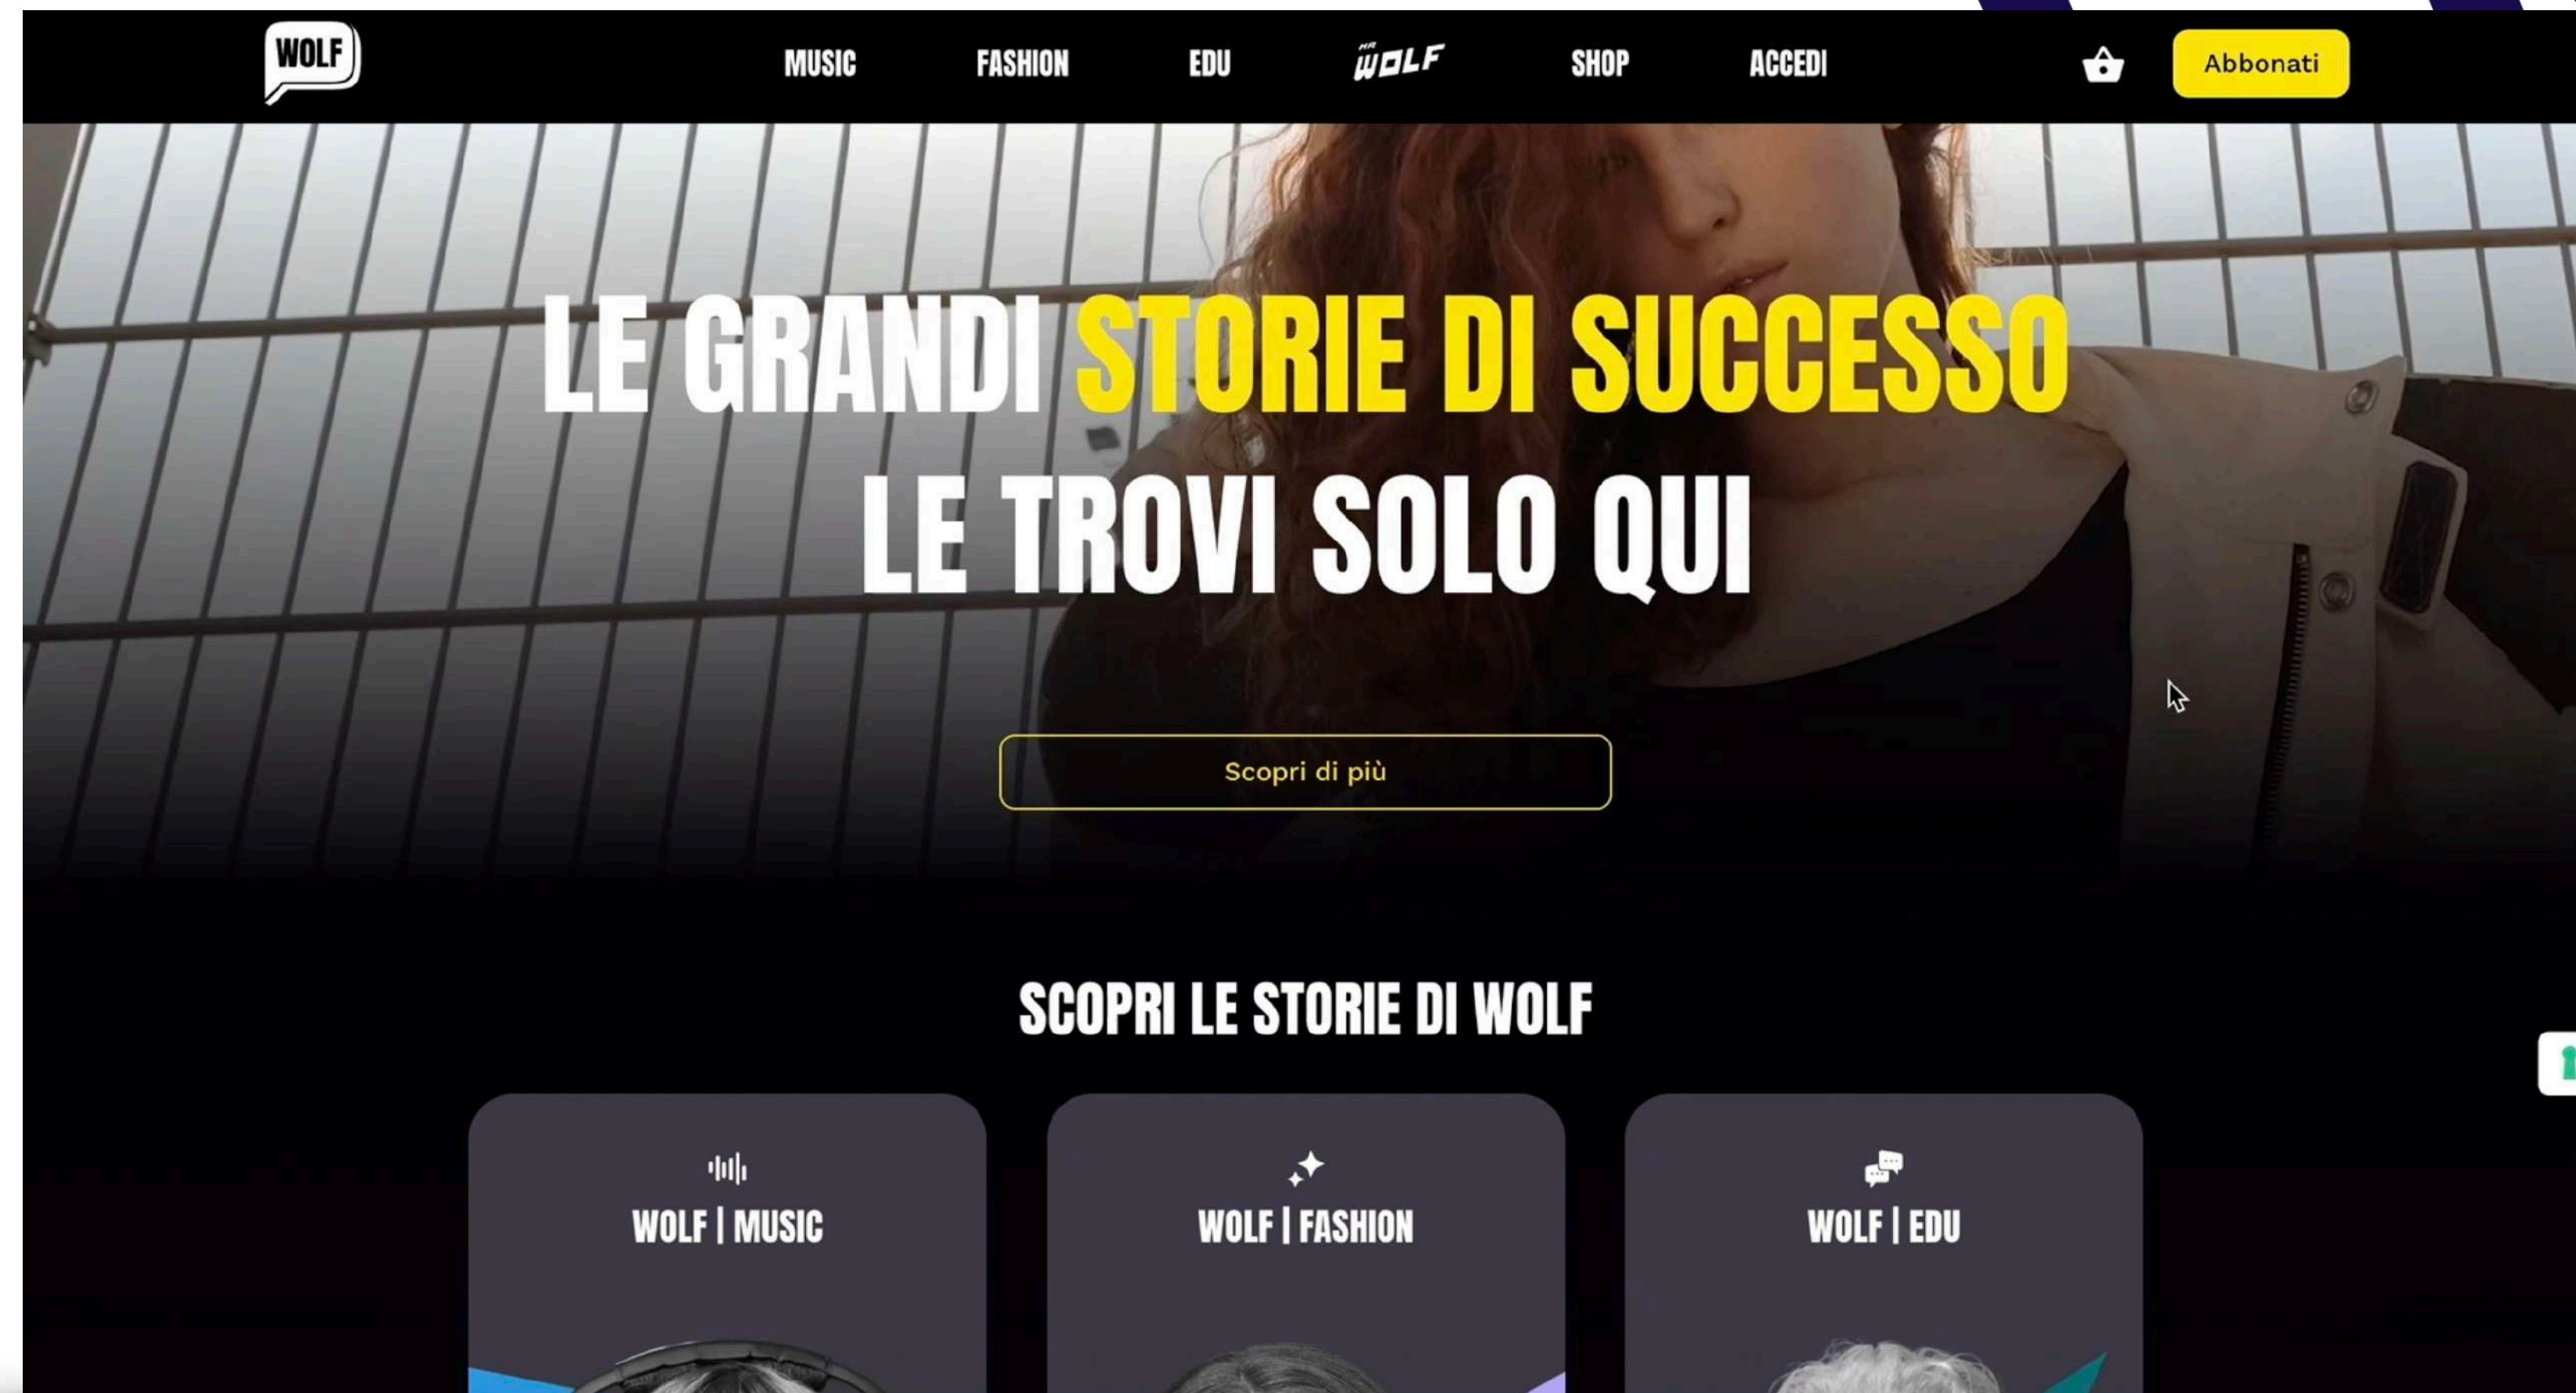 WOLF
MUSIC FASHION EDU MR WOLF SHOP ACCEDI Abbonati
LE GRANDI STORIE DI SUCCESSO
LE TROVI SOLO QUI
Scopri di più
SCOPRI LE STORIE DI WOLF
WOLF | MUSIC
WOLF | FASHION
WOLF | EDU